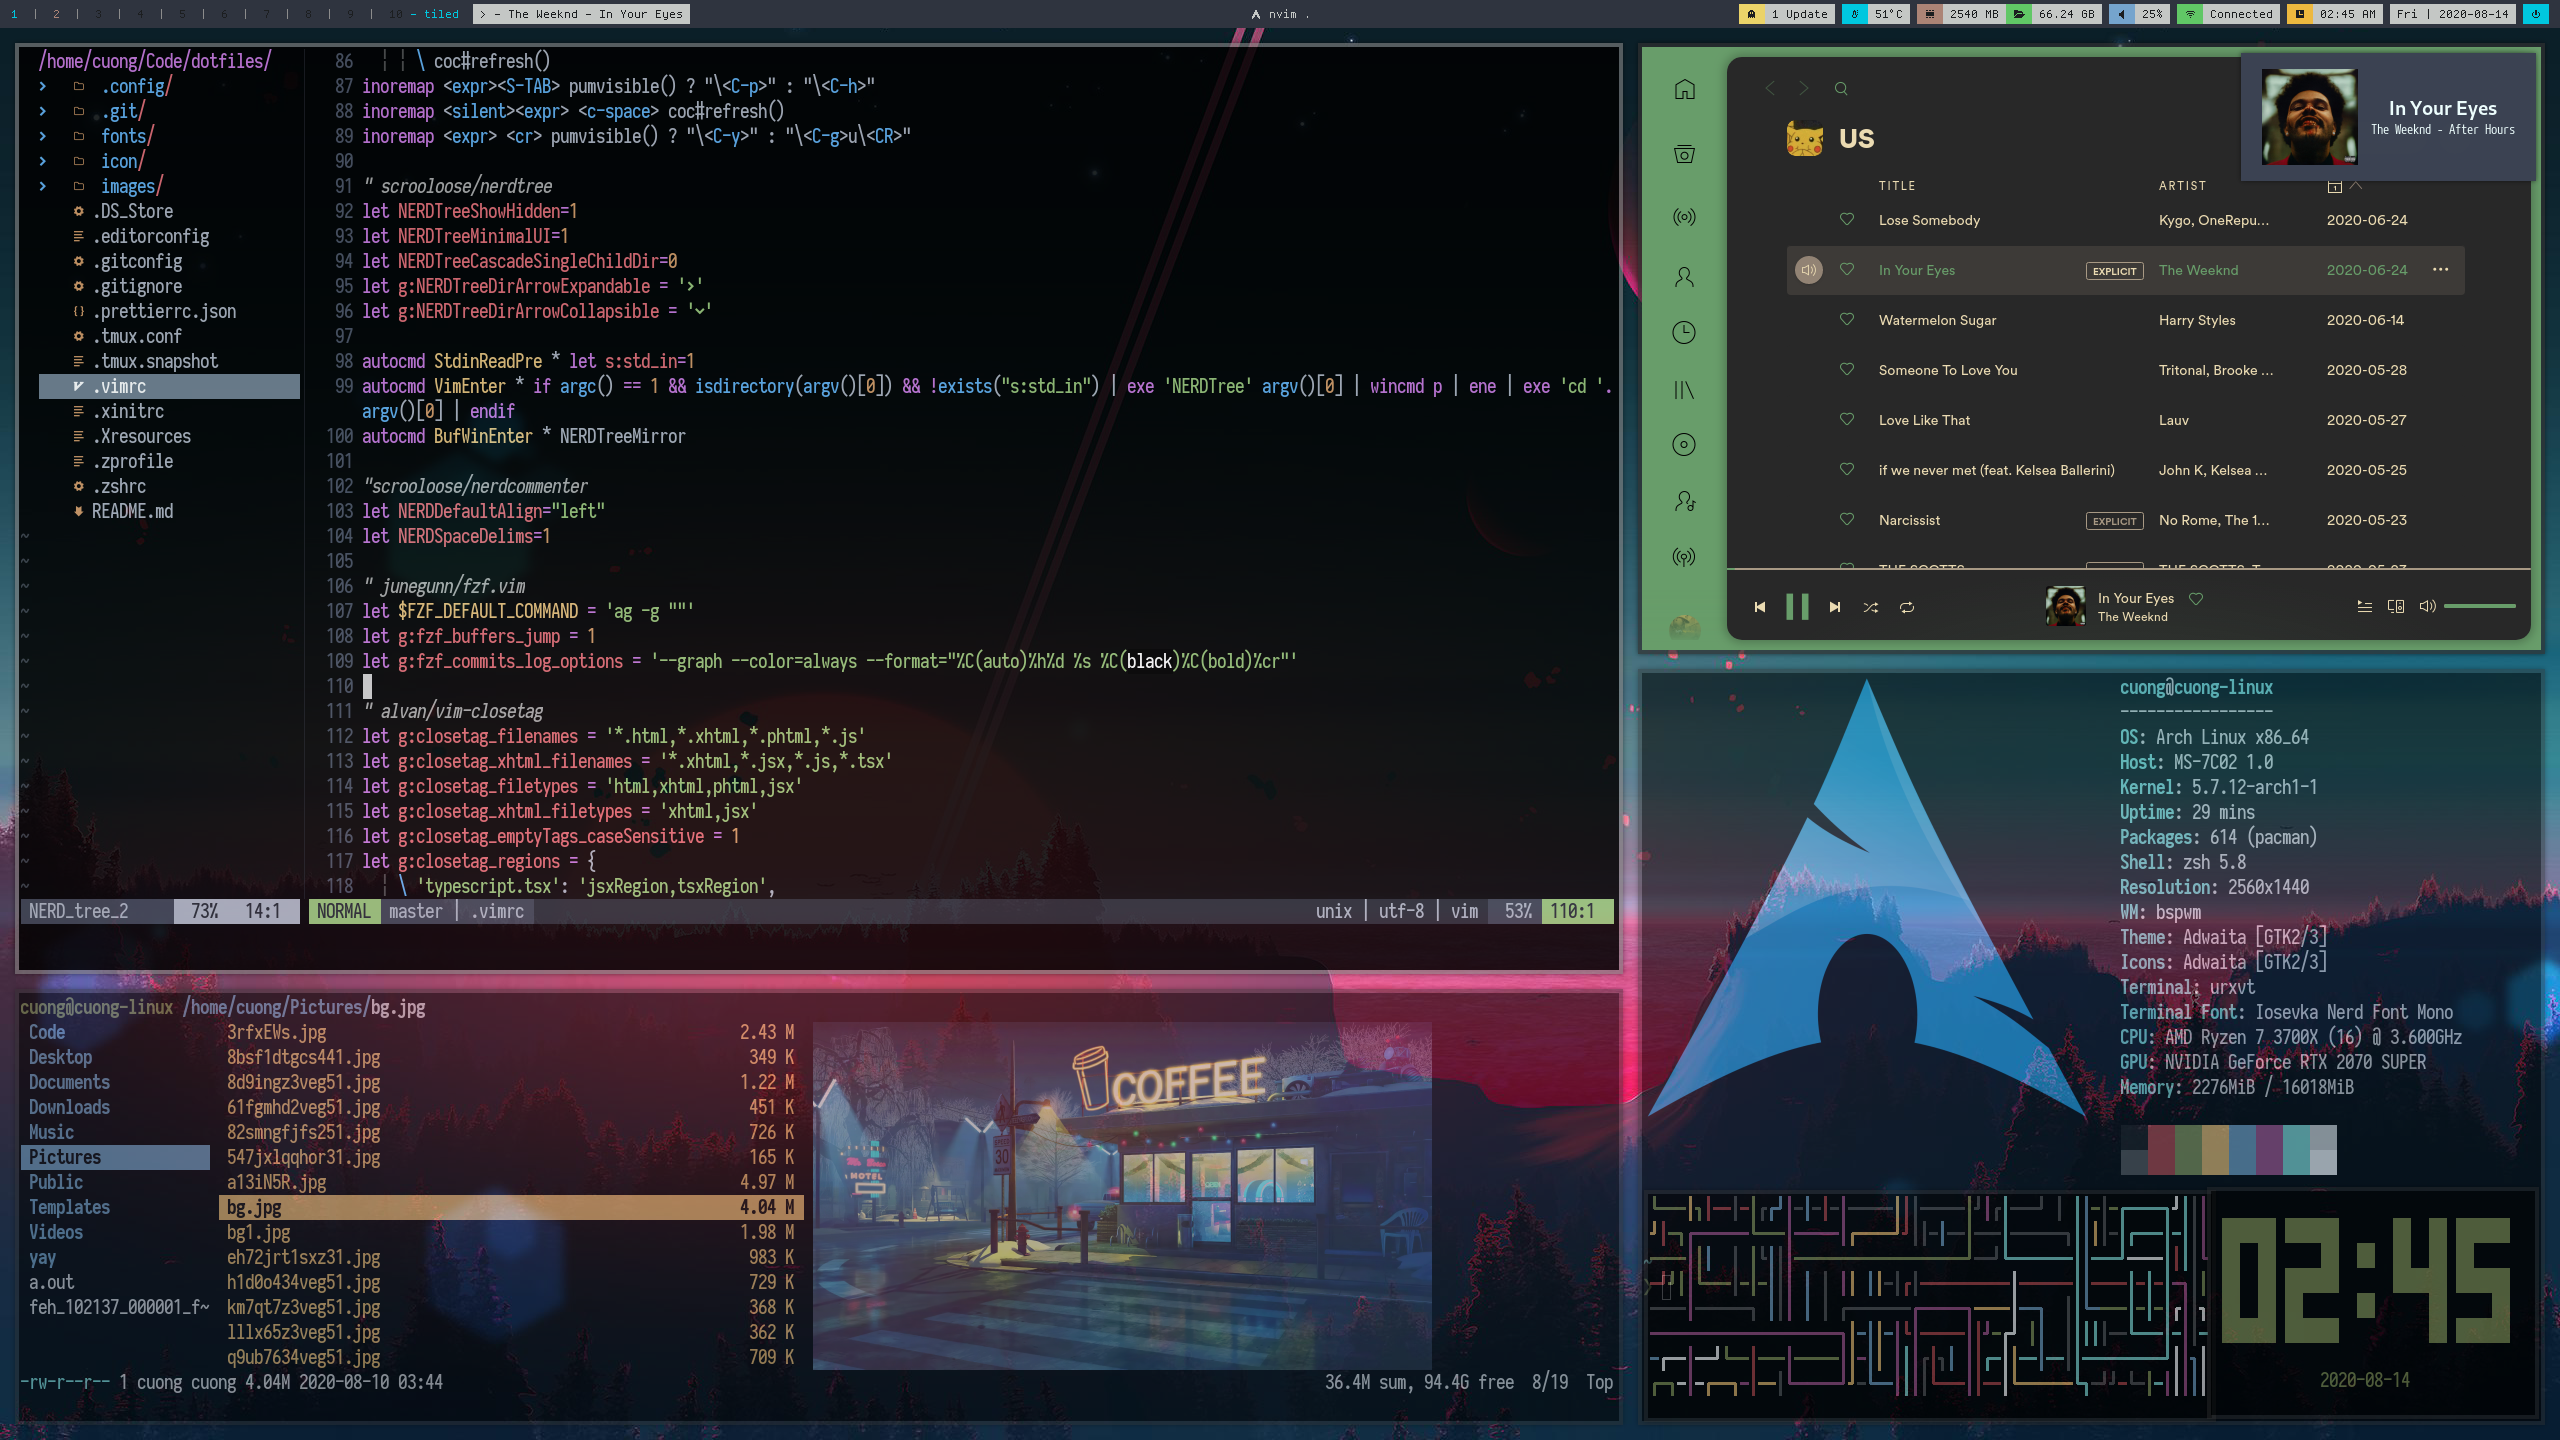 1 | 2 | 3 | 4 | 5 | 6 | 7 | 8 | 9 | 10 - tiled
> - The Weeknd - In Your Eyes
nvim .
1 Update
51°C
2540 MB
66.24 GB
25%
Connected
02:45 AM
Fri | 2020-08-14
/home/cuong/Code/dotfiles/
.config/
.git/
fonts/
icon/
images/
.DS_Store
.editorconfig
.gitconfig
.gitignore
.prettierrc.json
.tmux.conf
.tmux.snapshot
.vimrc
.xinitrc
.Xresources
.zprofile
.zshrc
README.md
86 ¦ ¦ \ coc#refresh()
87 inoremap <expr><S-TAB> pumvisible() ? "\<C-p>" : "\<C-h>"
88 inoremap <silent><expr> <c-space> coc#refresh()
89 inoremap <expr> <cr> pumvisible() ? "\<C-y>" : "\<C-g>u\<CR>"
90
91 " scrooloose/nerdtree
92 let NERDTreeShowHidden=1
93 let NERDTreeMinimalUI=1
94 let NERDTreeCascadeSingleChildDir=0
95 let g:NERDTreeDirArrowExpandable = '›'
96 let g:NERDTreeDirArrowCollapsible = '⌄'
97
98 autocmd StdinReadPre * let s:std_in=1
99 autocmd VimEnter * if argc() == 1 && isdirectory(argv()[0]) && !exists("s:std_in") | exe 'NERDTree' argv()[0] | wincmd p | ene | exe 'cd '.
argv()[0] | endif
100 autocmd BufWinEnter * NERDTreeMirror
101
102 "scrooloose/nerdcommenter
103 let NERDDefaultAlign="left"
104 let NERDSpaceDelims=1
105
106 " junegunn/fzf.vim
107 let $FZF_DEFAULT_COMMAND = 'ag -g ""'
108 let g:fzf_buffers_jump = 1
109 let g:fzf_commits_log_options = '--graph --color=always --format="%C(auto)%h%d %s %C(black)%C(bold)%cr"'
110
111 " alvan/vim-closetag
112 let g:closetag_filenames = '*.html,*.xhtml,*.phtml,*.js'
113 let g:closetag_xhtml_filenames = '*.xhtml,*.jsx,*.js,*.tsx'
114 let g:closetag_filetypes = 'html,xhtml,phtml,jsx'
115 let g:closetag_xhtml_filetypes = 'xhtml,jsx'
116 let g:closetag_emptyTags_caseSensitive = 1
117 let g:closetag_regions = {
118 ¦ \ 'typescript.tsx': 'jsxRegion,tsxRegion',
NERD_tree_2 73% 14:1
NORMAL master | .vimrc
unix | utf-8 | vim 53% 110:1
US
In Your Eyes
The Weeknd - After Hours
TITLE ARTIST
Lose Somebody Kygo, OneRepu... 2020-06-24
In Your Eyes EXPLICIT The Weeknd 2020-06-24
Watermelon Sugar Harry Styles 2020-06-14
Someone To Love You Tritonal, Brooke ... 2020-05-28
Love Like That Lauv 2020-05-27
if we never met (feat. Kelsea Ballerini) John K, Kelsea ... 2020-05-25
Narcissist EXPLICIT No Rome, The 1... 2020-05-23
THE SCOTTS THE SCOTTS, T... 2020-05-23
In Your Eyes
The Weeknd
cuong@cuong-linux
-----------------
OS: Arch Linux x86_64
Host: MS-7C02 1.0
Kernel: 5.7.12-arch1-1
Uptime: 29 mins
Packages: 614 (pacman)
Shell: zsh 5.8
Resolution: 2560x1440
WM: bspwm
Theme: Adwaita [GTK2/3]
Icons: Adwaita [GTK2/3]
Terminal: urxvt
Terminal Font: Iosevka Nerd Font Mono
CPU: AMD Ryzen 7 3700X (16) @ 3.600GHz
GPU: NVIDIA GeForce RTX 2070 SUPER
Memory: 2276MiB / 16018MiB
cuong@cuong-linux /home/cuong/Pictures/bg.jpg
Code 3rfxEWs.jpg 2.43 M
Desktop 8bsf1dtgcs441.jpg 349 K
Documents 8d9ingz3veg51.jpg 1.22 M
Downloads 61fgmhd2veg51.jpg 451 K
Music 82smngfjfs251.jpg 726 K
Pictures 547jxlqqhor31.jpg 165 K
Public a13iN5R.jpg 4.97 M
Templates bg.jpg 4.04 M
Videos bg1.jpg 1.98 M
yay eh72jrt1sxz31.jpg 983 K
a.out h1d0o434veg51.jpg 729 K
feh_102137_000001_f~ km7qt7z3veg51.jpg 368 K
lllx65z3veg51.jpg 362 K
q9ub7634veg51.jpg 709 K
-rw-r--r-- 1 cuong cuong 4.04M 2020-08-10 03:44
36.4M sum, 94.4G free 8/19 Top
COFFEE
MOTEL
30
02:45
2020-08-14